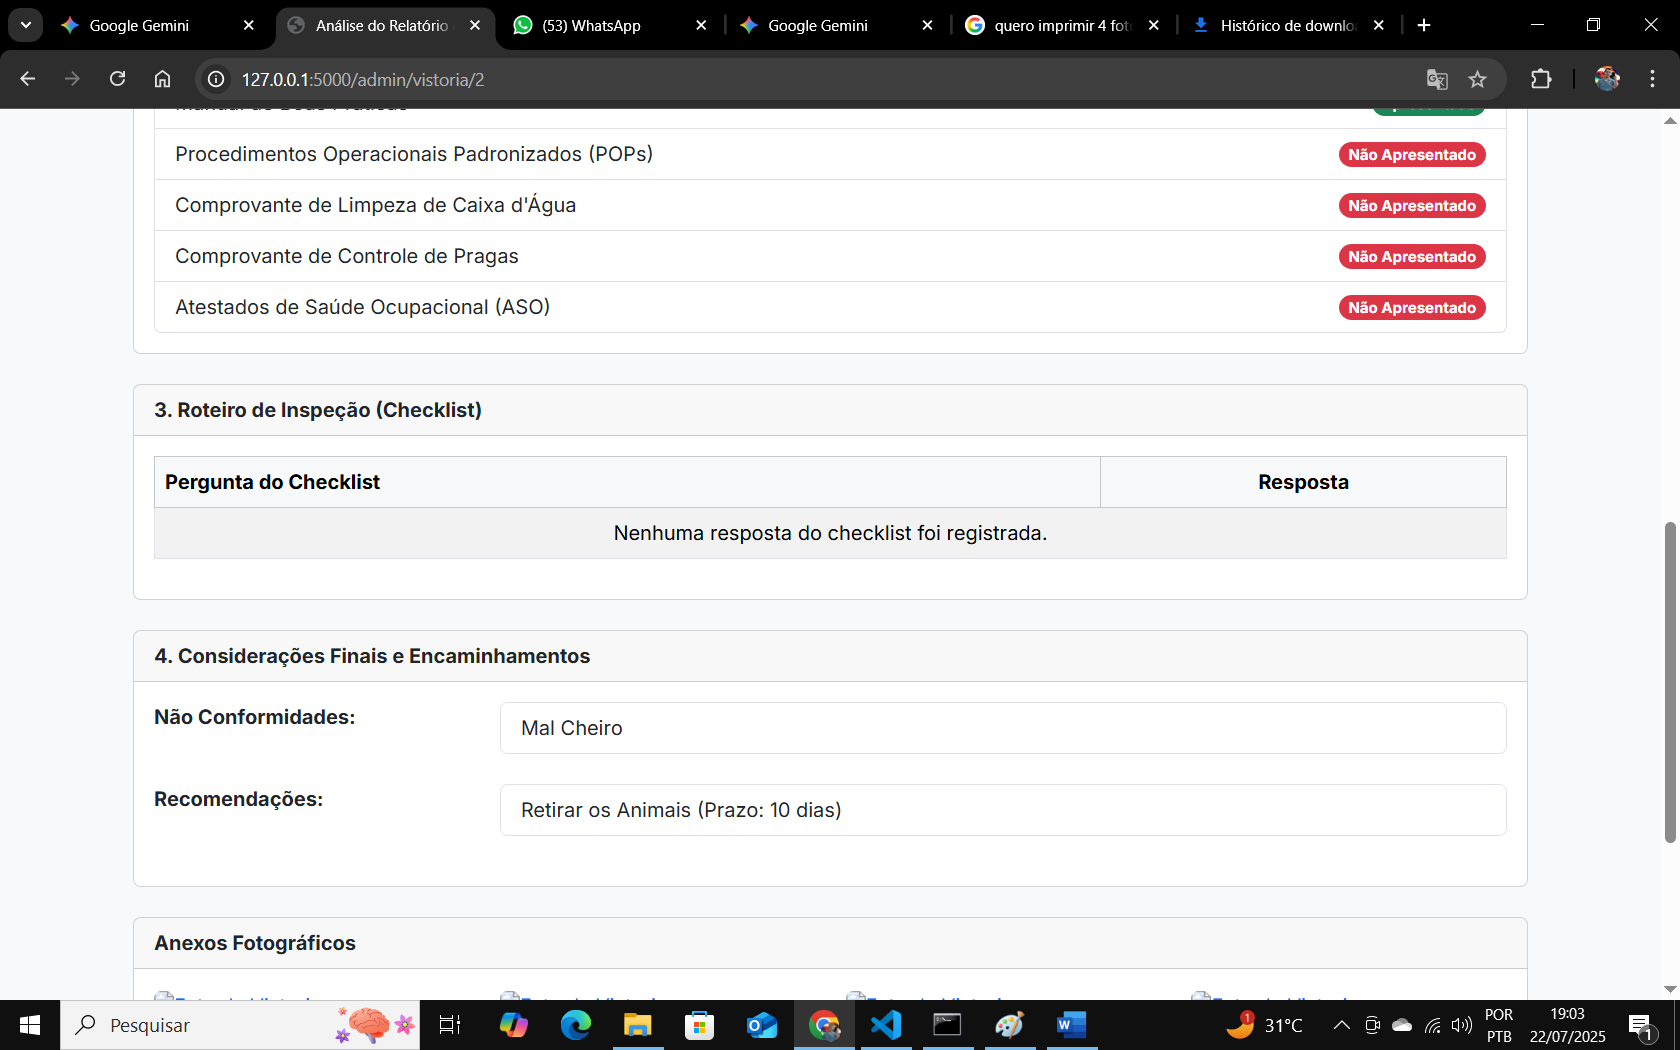 Google Gemini
Análise do Relatório
(53) WhatsApp
Google Gemini
quero imprimir 4 fot
Histórico de downlo
127.0.0.1:5000/admin/vistoria/2
Procedimentos Operacionais Padronizados (POPs)
Não Apresentado
Comprovante de Limpeza de Caixa d'Água
Não Apresentado
Comprovante de Controle de Pragas
Não Apresentado
Atestados de Saúde Ocupacional (ASO)
Não Apresentado
3. Roteiro de Inspeção (Checklist)
Pergunta do Checklist
Resposta
Nenhuma resposta do checklist foi registrada.
4. Considerações Finais e Encaminhamentos
Não Conformidades:
Mal Cheiro
Recomendações:
Retirar os Animais (Prazo: 10 dias)
Anexos Fotográficos
Pesquisar
1
31°C
POR
PTB
19:03
22/07/2025
1